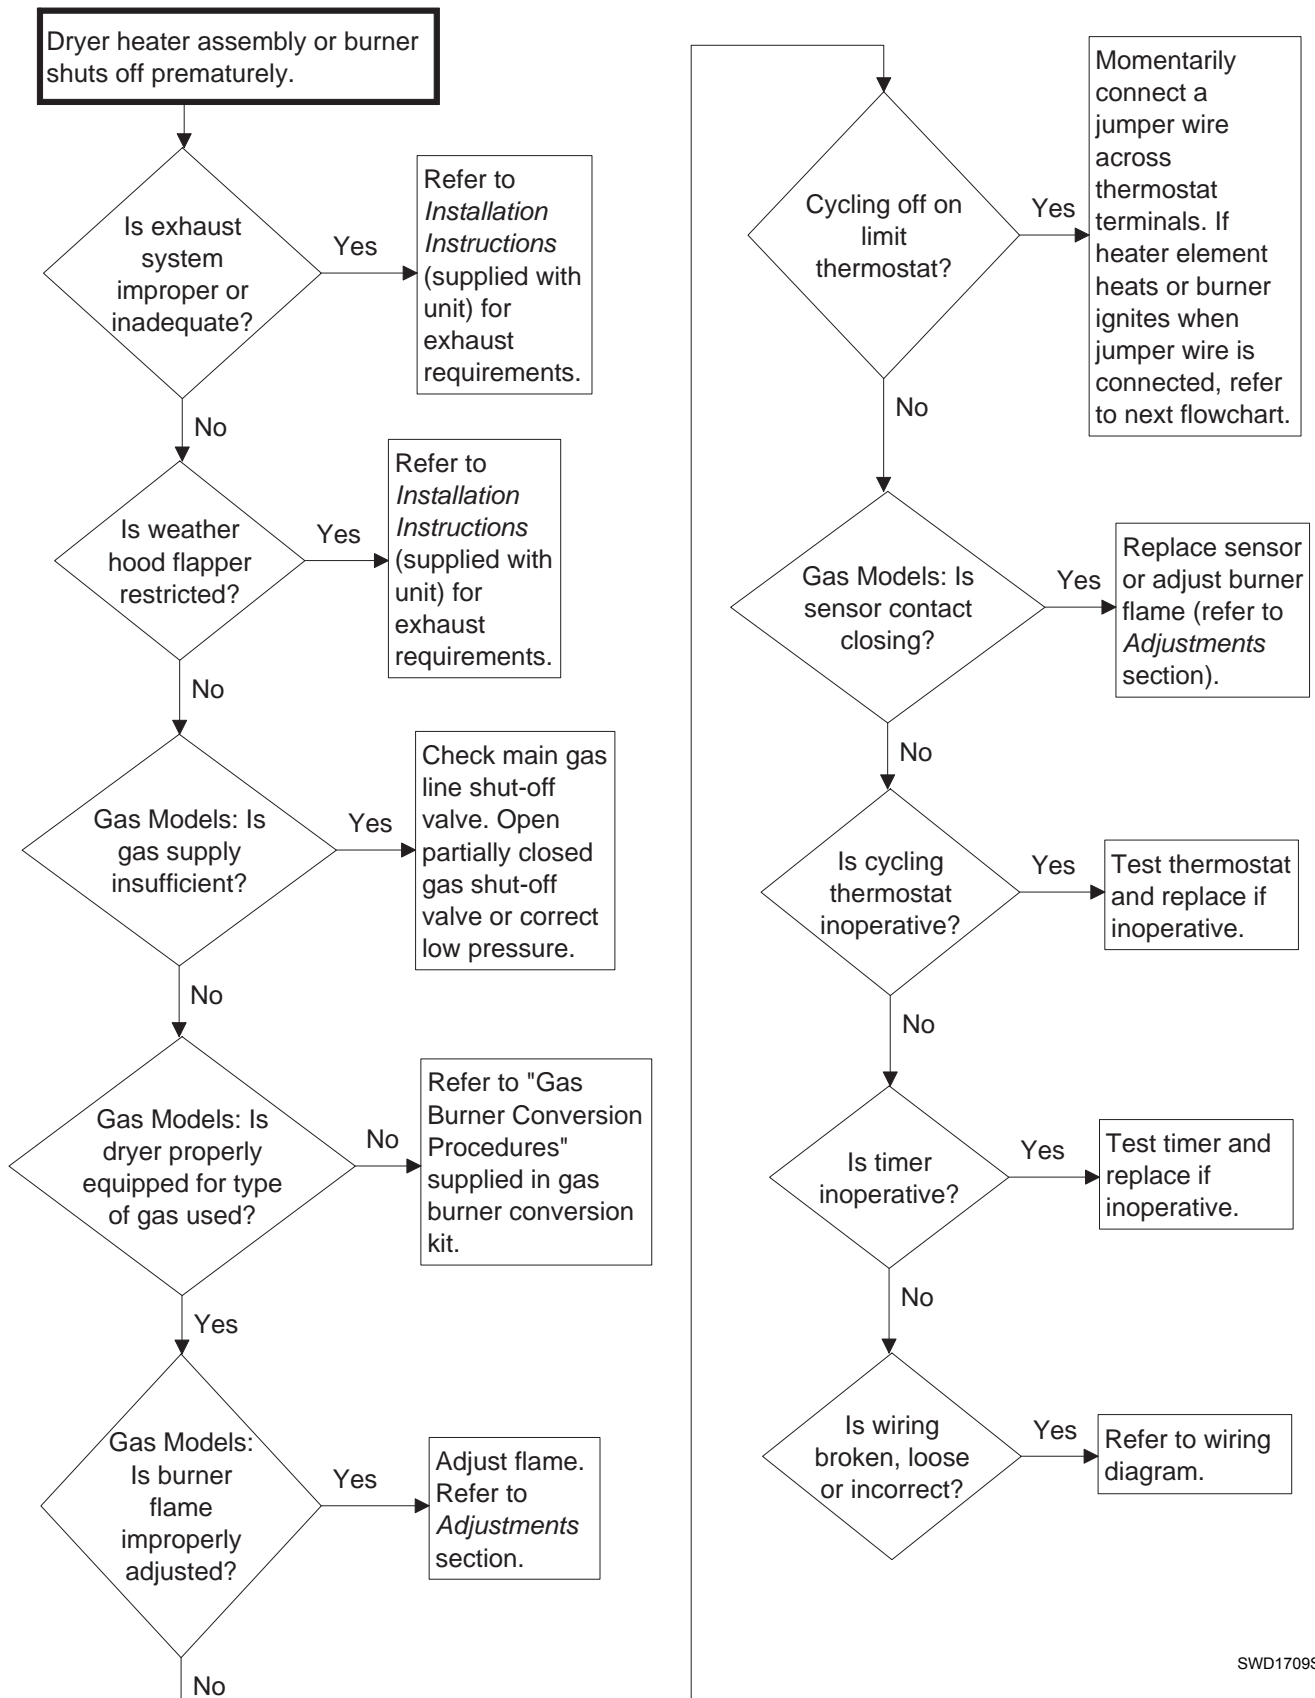 Dryer heater assembly or burner
shuts off prematurely.
Is exhaust
system
improper or
inadequate?
Yes
Refer to
Installation
Instructions
(supplied with
unit) for
exhaust
requirements.
No
Is weather
hood flapper
restricted?
Yes
Refer to
Installation
Instructions
(supplied with
unit) for
exhaust
requirements.
No
Gas Models: Is
gas supply
insufficient?
Yes
Check main gas
line shut-off
valve. Open
partially closed
gas shut-off
valve or correct
low pressure.
No
Gas Models: Is
dryer properly
equipped for type
of gas used?
No
Refer to "Gas
Burner Conversion
Procedures"
supplied in gas
burner conversion
kit.
Yes
Gas Models:
Is burner
flame
improperly
adjusted?
Yes
Adjust flame.
Refer to
Adjustments
section.
No
Cycling off on
limit
thermostat?
Yes
Momentarily
connect a
jumper wire
across
thermostat
terminals. If
heater element
heats or burner
ignites when
jumper wire is
connected, refer
to next flowchart.
No
Gas Models: Is
sensor contact
closing?
Yes
Replace sensor
or adjust burner
flame (refer to
Adjustments
section).
No
Is cycling
thermostat
inoperative?
Yes
Test thermostat
and replace if
inoperative.
No
Is timer
inoperative?
Yes
Test timer and
replace if
inoperative.
No
Is wiring
broken, loose
or incorrect?
Yes
Refer to wiring
diagram.
SWD1709S